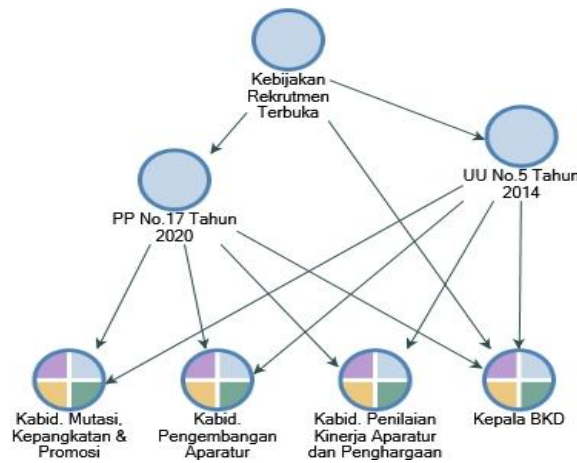 Kebijakan
Rekrutmen
Terbuka
UU No.5 Tahun
2014
PP No.17 Tahun
2020
Kabid. Mutasi,
Kepangkatan &
Promosi
Kabid.
Pengembangan
Aparatur
Kabid. Penilaian
Kinerja Aparatur
dan Penghargaan
Kepala BKD